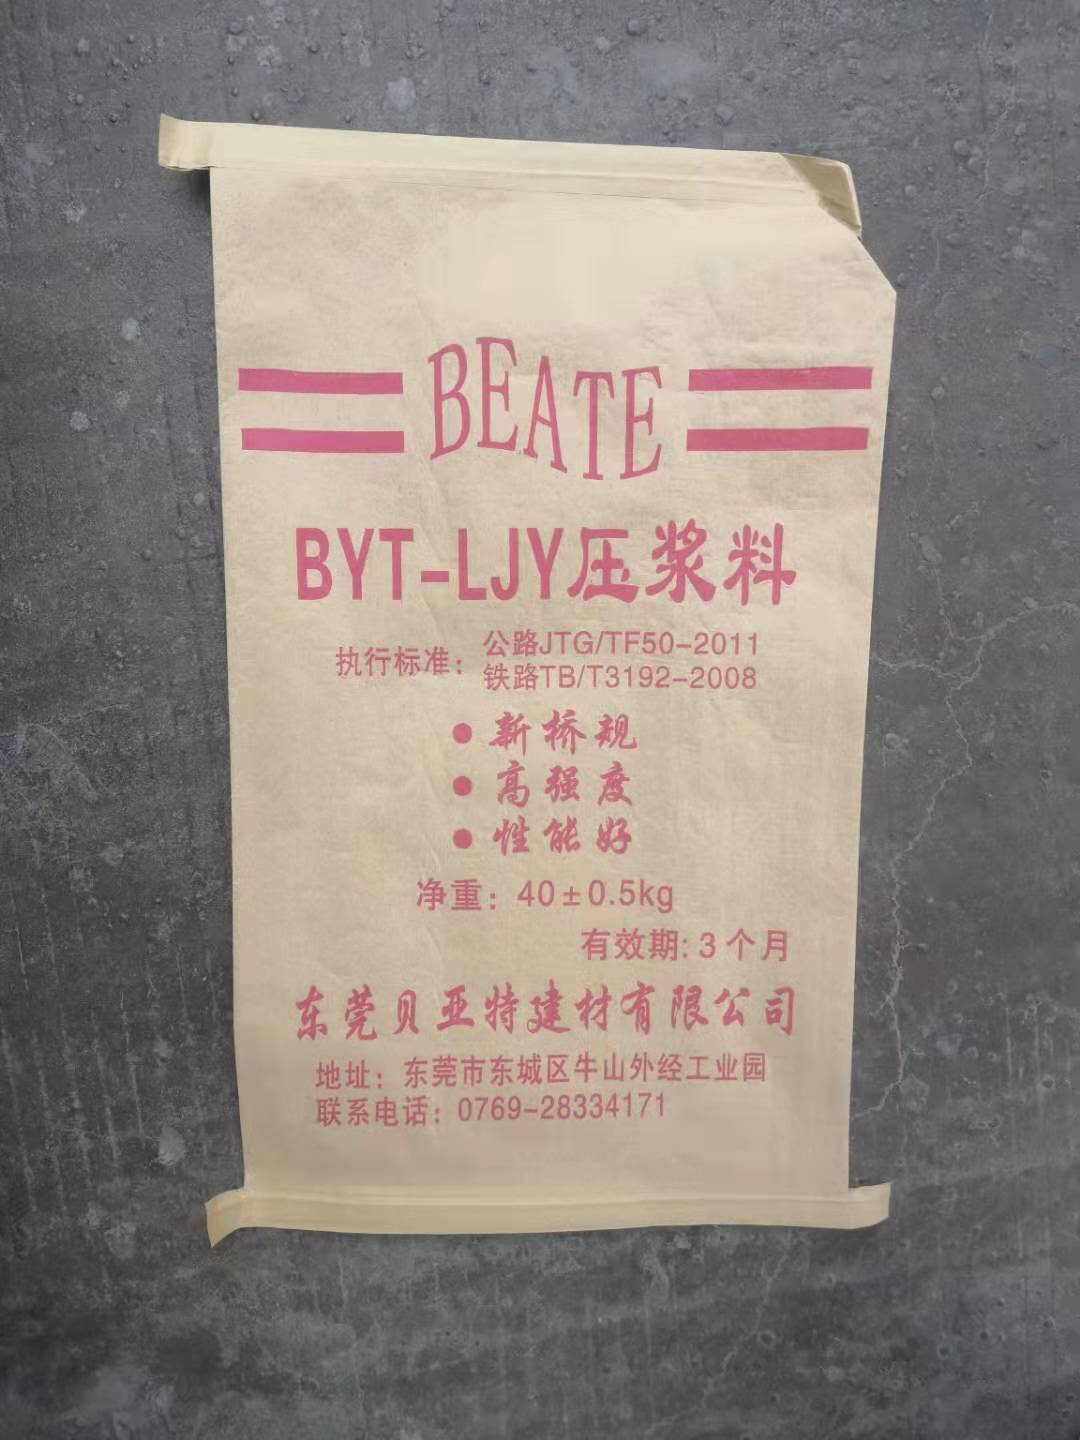 BEATE
BYT-LJY压浆料
执行标准：公路JTG/TF50-2011
铁路TB/T3192-2008
● 新桥规
● 高强度
● 性能好
净重：40±0.5kg
有效期: 3个月
东莞贝亚特建材有限公司
地址：东莞市东城区牛山外经工业园
联系电话：0769-28334171